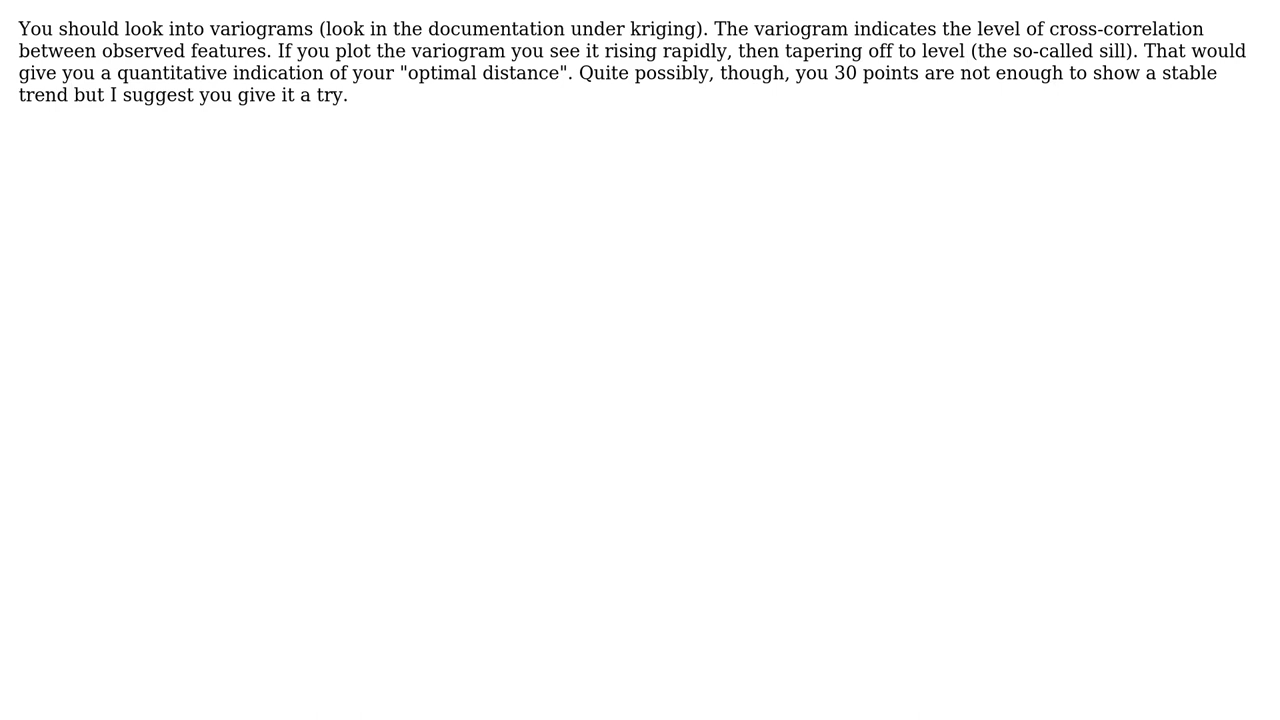 You should look into variograms (look in the documentation under kriging). The variogram indicates the level of cross-correlation
between observed features. If you plot the variogram you see it rising rapidly, then tapering off to level (the so-called sill). That would
give you a quantitative indication of your "optimal distance". Quite possibly, though, you 30 points are not enough to show a stable
trend but I suggest you give it a try.